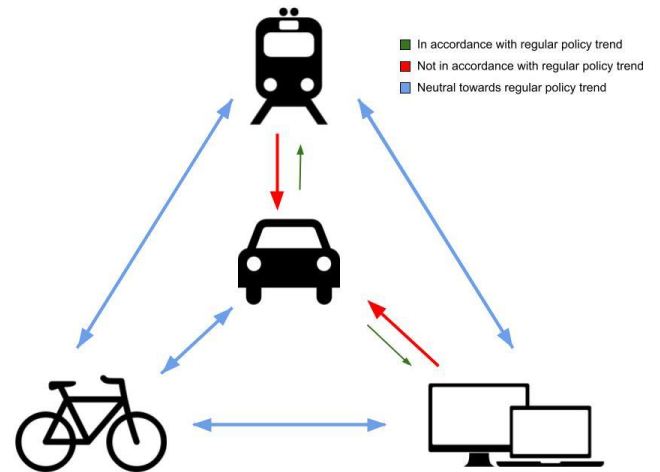 In accordance with regular policy trend
Not in accordance with regular policy trend
Neutral towards regular policy trend